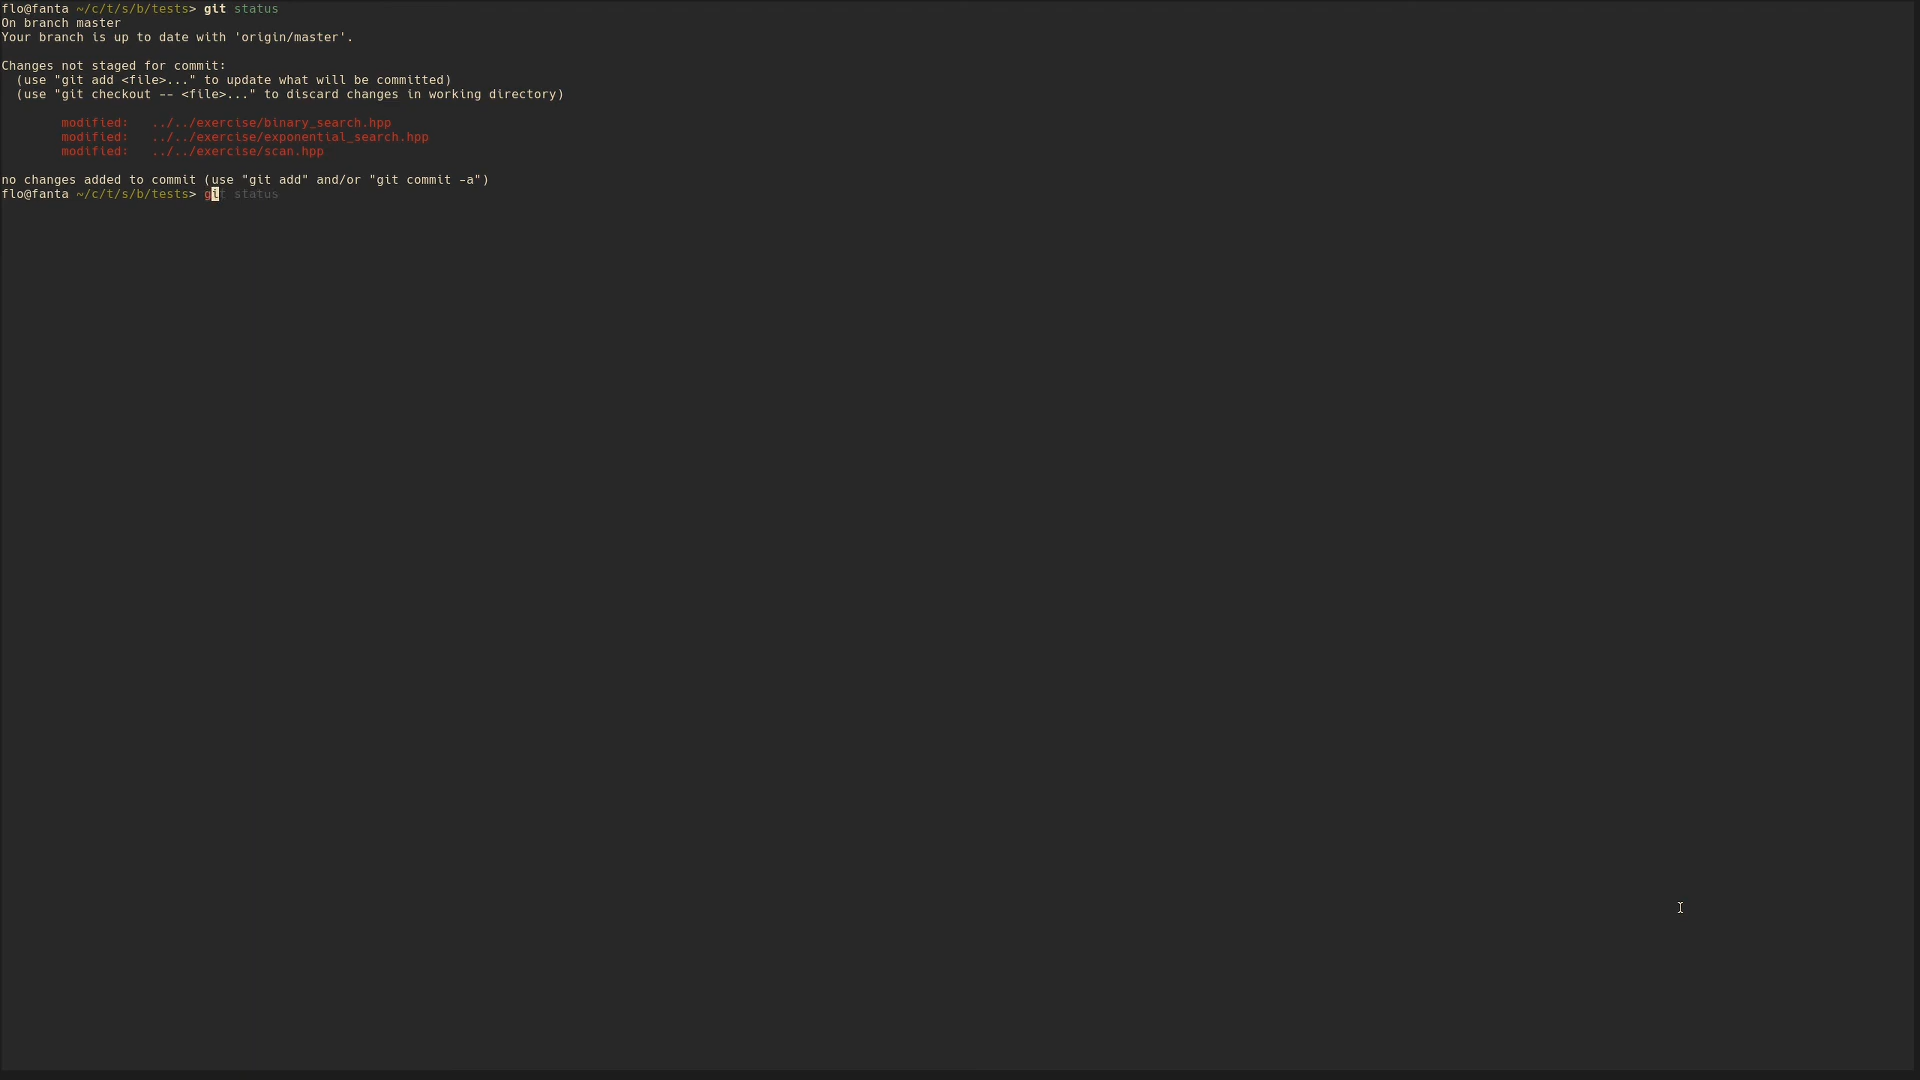 flo@fanta ~/c/t/s/b/tests> git status
On branch master
Your branch is up to date with 'origin/master'.

Changes not staged for commit:
  (use "git add <file>..." to update what will be committed)
  (use "git checkout -- <file>..." to discard changes in working directory)

        modified:   ../../exercise/binary_search.hpp
        modified:   ../../exercise/exponential_search.hpp
        modified:   ../../exercise/scan.hpp

no changes added to commit (use "git add" and/or "git commit -a")
flo@fanta ~/c/t/s/b/tests> git status